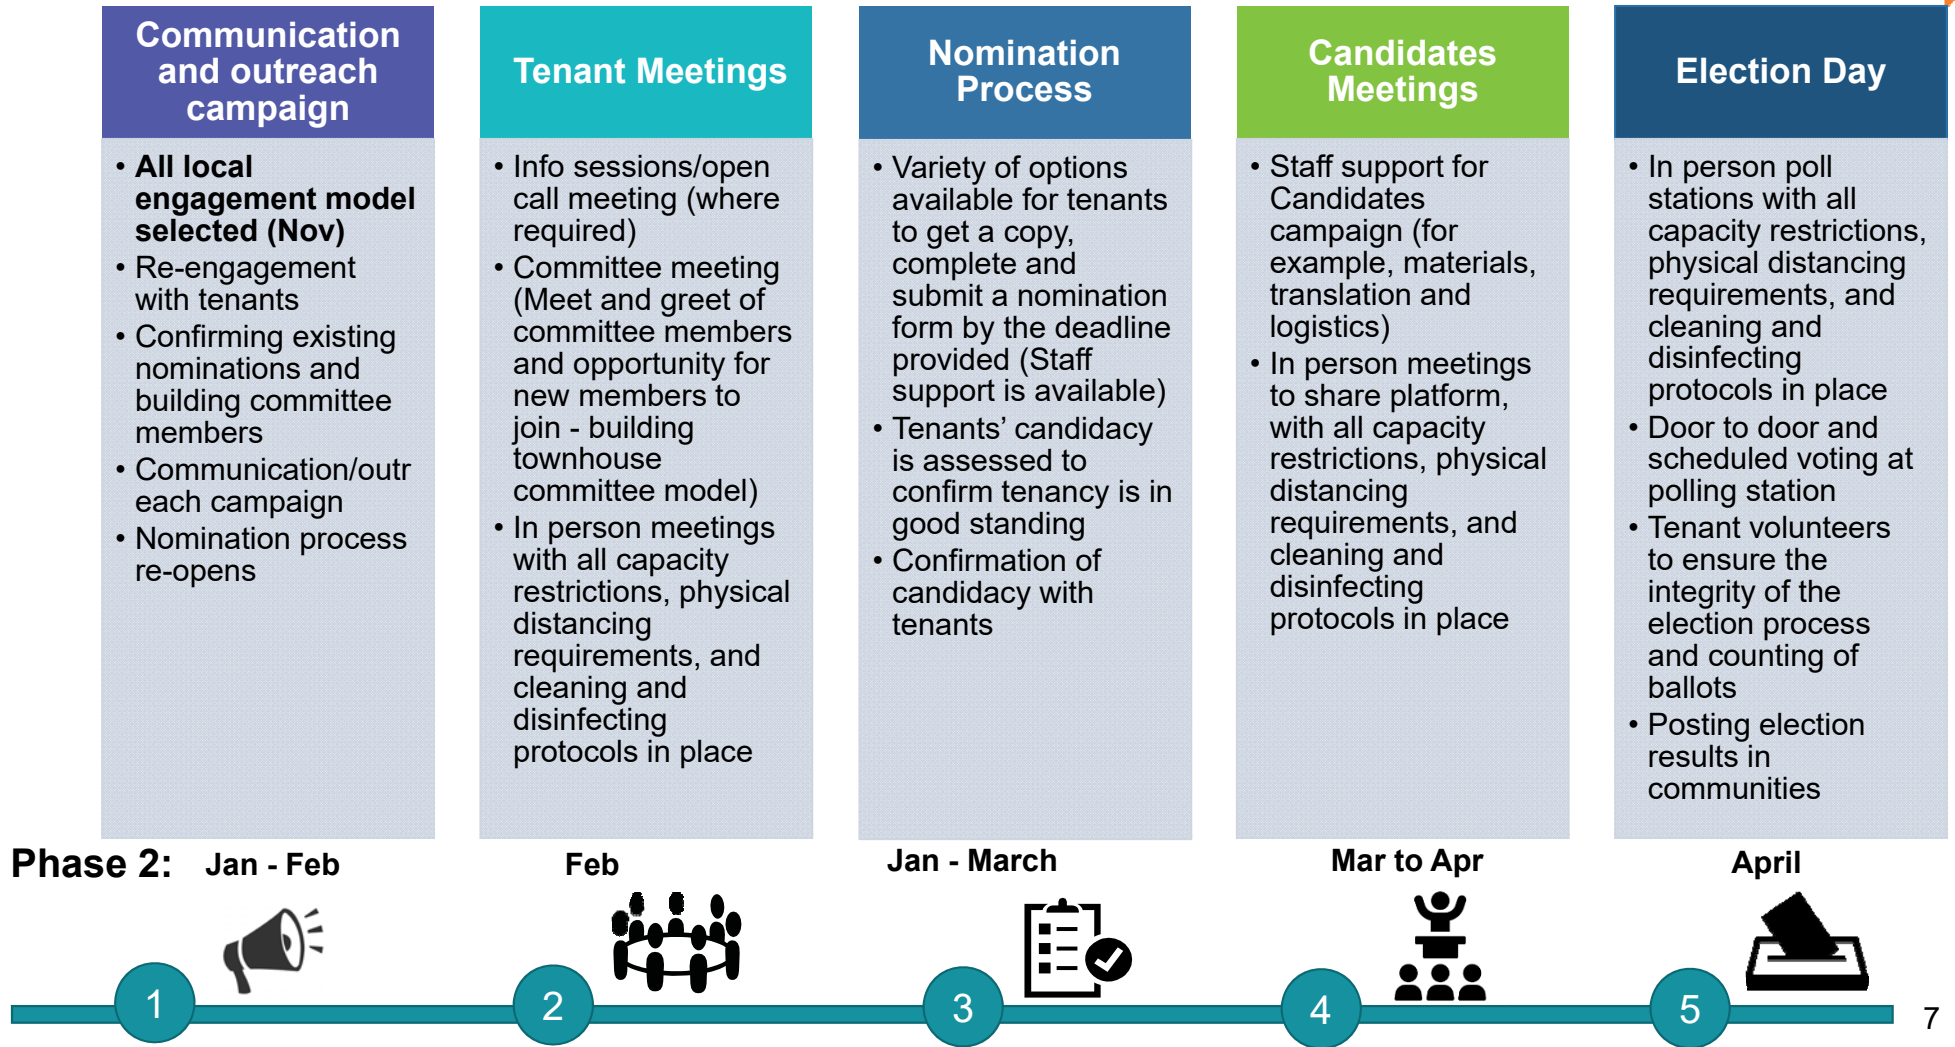 Communication
and outreach
campaign
• All local
engagement model
selected (Nov)
• Re-engagement
with tenants
• Confirming existing
nominations and
building committee
members
• Communication/outr
each campaign
• Nomination process
re-opens
Tenant Meetings
• Info sessions/open
call meeting (where
required)
• Committee meeting
(Meet and greet of
committee members
and opportunity for
new members to
join - building
townhouse
committee model)
• In person meetings
with all capacity
restrictions, physical
distancing
requirements, and
cleaning and
disinfecting
protocols in place
Nomination
Process
• Variety of options
available for tenants
to get a copy,
complete and
submit a nomination
form by the deadline
provided (Staff
support is available)
• Tenants’ candidacy
is assessed to
confirm tenancy is in
good standing
• Confirmation of
candidacy with
tenants
Candidates
Meetings
• Staff support for
Candidates
campaign (for
example, materials,
translation and
logistics)
• In person meetings
to share platform,
with all capacity
restrictions, physical
distancing
requirements, and
cleaning and
disinfecting
protocols in place
Election Day
• In person poll
stations with all
capacity restrictions,
physical distancing
requirements, and
cleaning and
disinfecting
protocols in place
• Door to door and
scheduled voting at
polling station
• Tenant volunteers
to ensure the
integrity of the
election process
and counting of
ballots
• Posting election
results in
communities
Phase 2: Jan - Feb
Feb
Jan - March
Mar to Apr
April
1
2
3
4
5
7